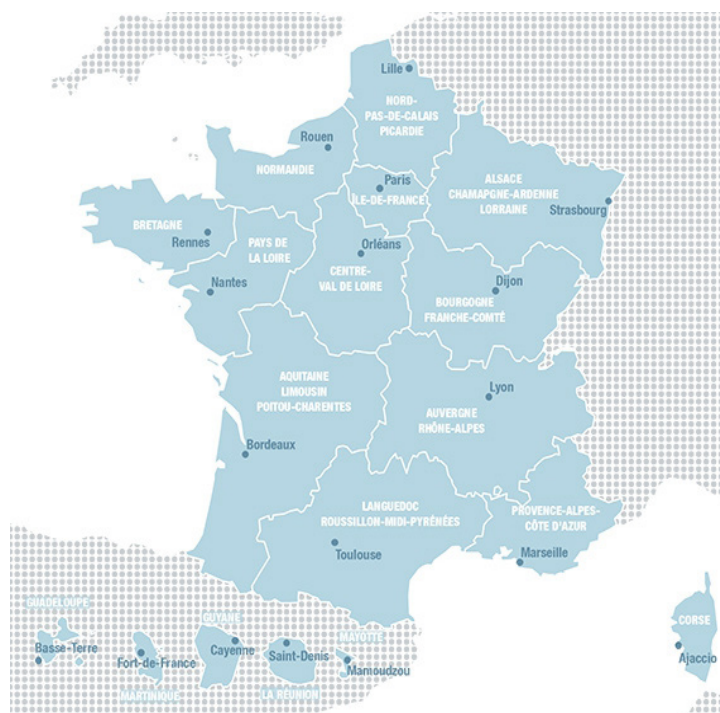 Lille
NORD-
PAS-DE-CALAIS
PICARDIE
Rouen
NORMANDIE
Paris
ÎLE-DE-FRANCE
ALSACE
CHAMAPGNE-ARDENNE
LORRAINE
Strasbourg
BRETAGNE
Rennes
PAYS DE
LA LOIRE
Orléans
CENTRE-
VAL DE LOIRE
Nantes
Dijon
BOURGOGNE
FRANCHE-COMTÉ
AQUITAINE
LIMOUSIN
POITOU-CHARENTES
Lyon
AUVERGNE
RHÔNE-ALPES
Bordeaux
LANGUEDOC
ROUSSILLON-MIDI-PYRÉNÉES
Toulouse
PROVENCE-ALPES-
CÔTE D'AZUR
Marseille
GUADELOUPE
Basse-Terre
Fort-de-France
MARTINIQUE
GUYANE
Cayenne
Saint-Denis
LA RÉUNION
MAYOTTE
Mamoudzou
CORSE
Ajaccio